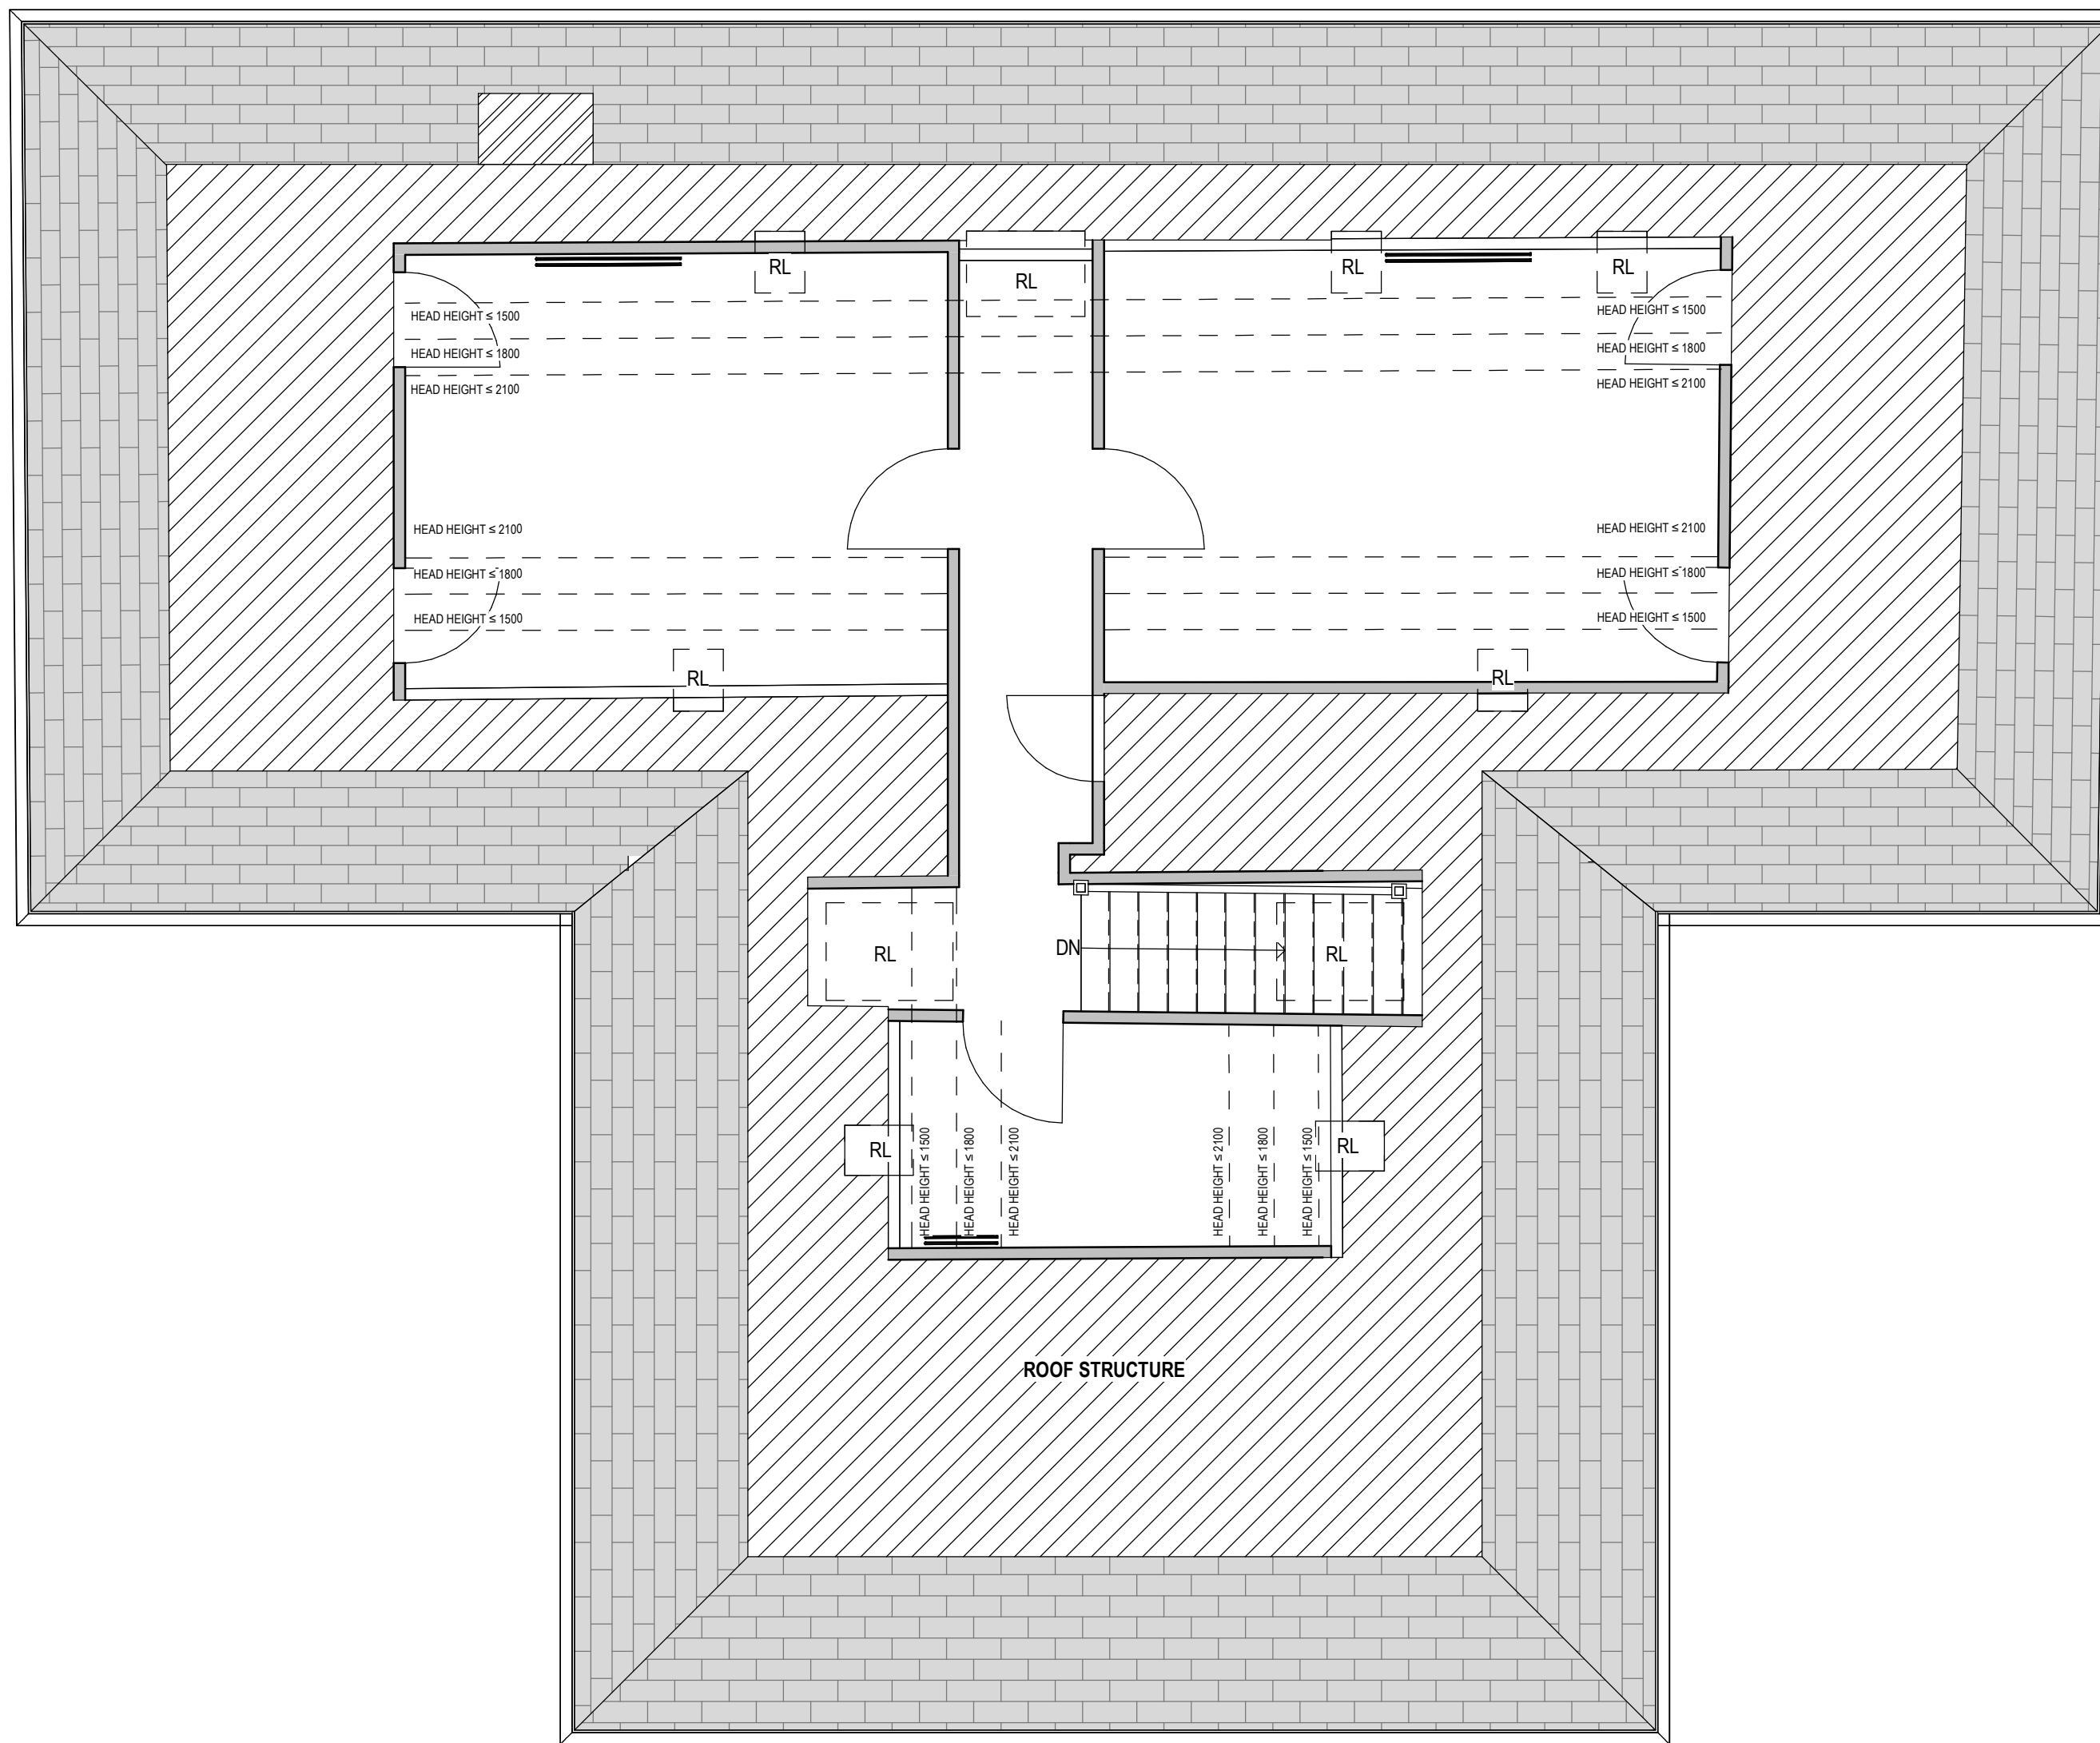 RL
RL
RL
RL
HEAD HEIGHT ≤ 1500
HEAD HEIGHT ≤ 1500
HEAD HEIGHT ≤ 1800
HEAD HEIGHT ≤ 1800
HEAD HEIGHT ≤ 2100
HEAD HEIGHT ≤ 2100
HEAD HEIGHT ≤ 2100
HEAD HEIGHT ≤ 2100
HEAD HEIGHT ≤ 1800
HEAD HEIGHT ≤ 1800
HEAD HEIGHT ≤ 1500
HEAD HEIGHT ≤ 1500
RL
RL
RL
DN
RL
RL
RL
HEAD HEIGHT ≤ 1500
HEAD HEIGHT ≤ 1800
HEAD HEIGHT ≤ 2100
HEAD HEIGHT ≤ 2100
HEAD HEIGHT ≤ 1800
HEAD HEIGHT ≤ 1500
ROOF STRUCTURE